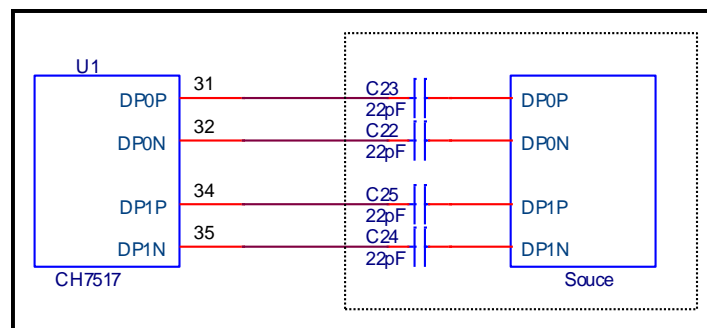 U1
31
C23
DP0P
22pF
DP0P
32
C22
DP0N
22pF
DP0N
34
C25
DP1P
22pF
DP1P
35
C24
DP1N
22pF
DP1N
CH7517
Souce